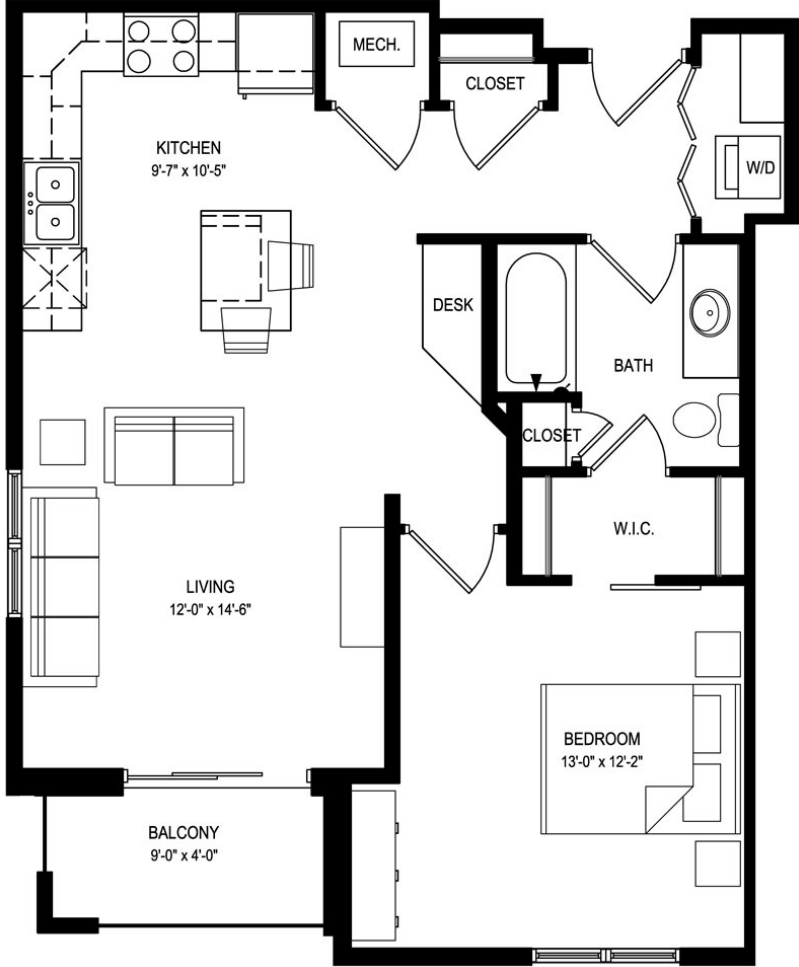 MECH.
CLOSET
KITCHEN
9'-7" x 10'-5"
W/D
DESK
BATH
CLOSET
W.I.C.
LIVING
12'-0" x 14'-6"
BEDROOM
13'-0" x 12'-2"
BALCONY
9'-0" x 4'-0"